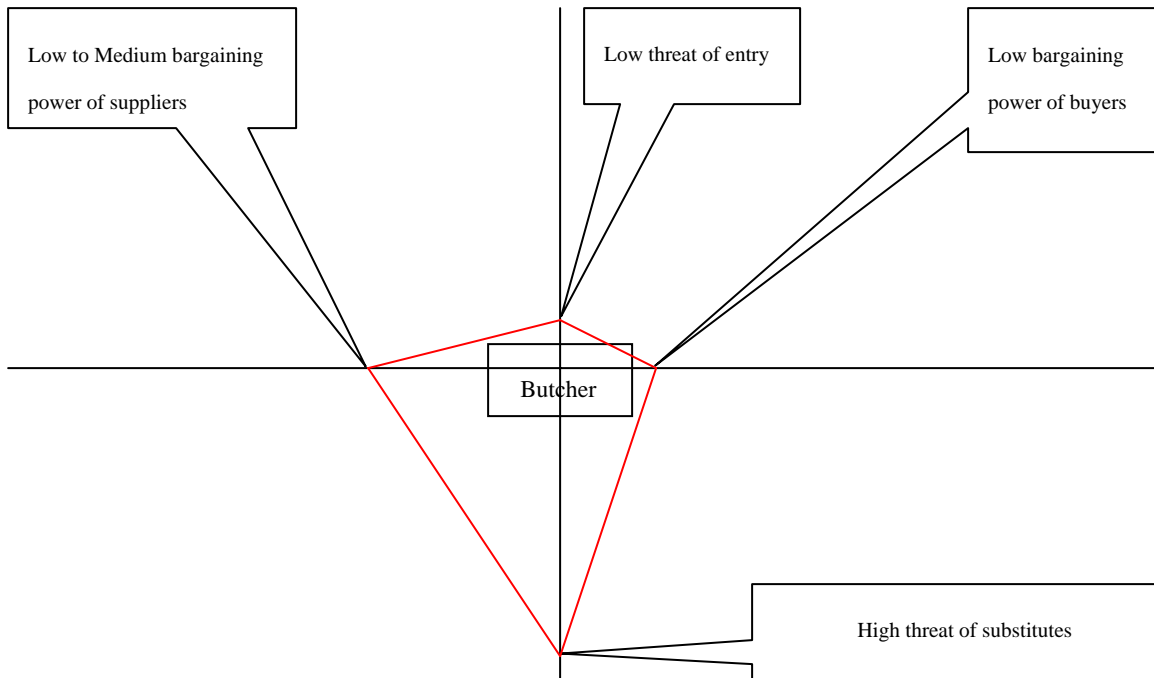 Low to Medium bargaining
power of suppliers
Low threat of entry
Low bargaining
power of buyers
Butcher
High threat of substitutes